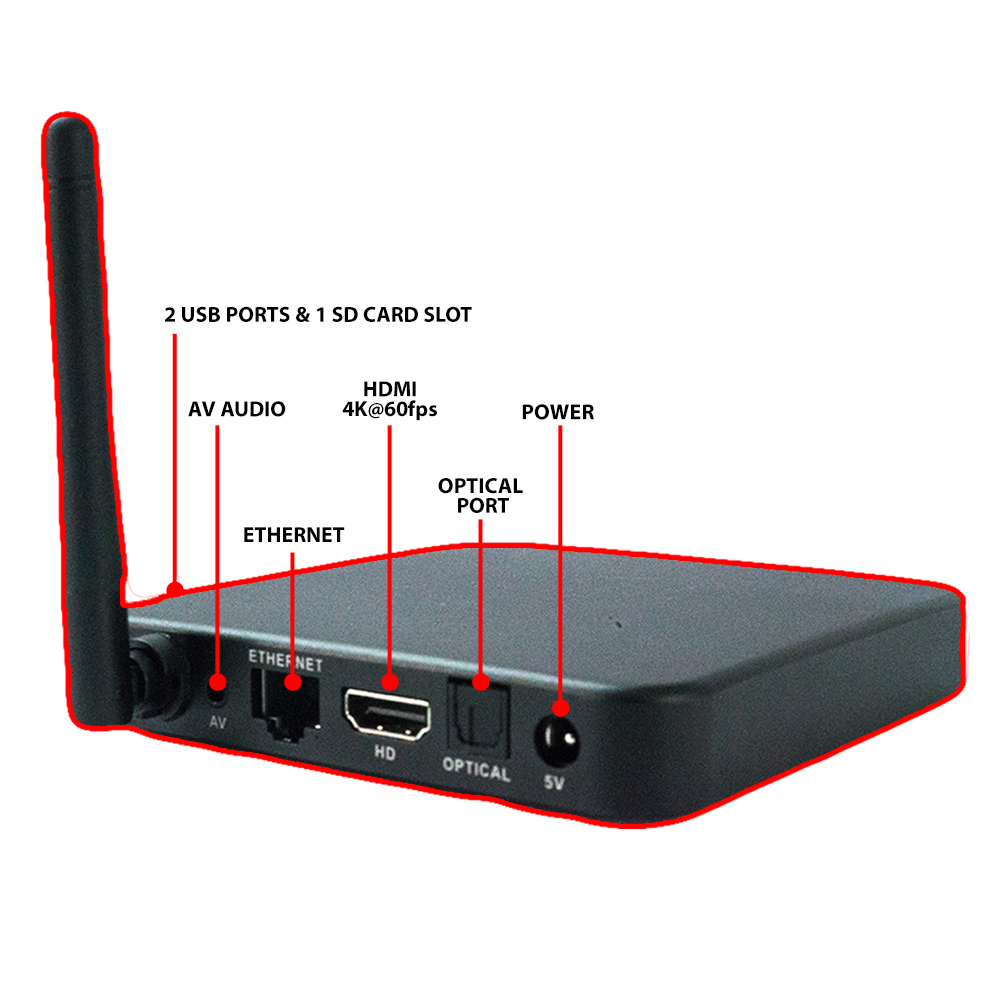 2 USB PORTS & 1 SD CARD SLOT
HDMI
4K@60fps
AV AUDIO
POWER
OPTICAL
PORT
ETHERNET
ETHERNET
AV
HD
OPTICAL
5V